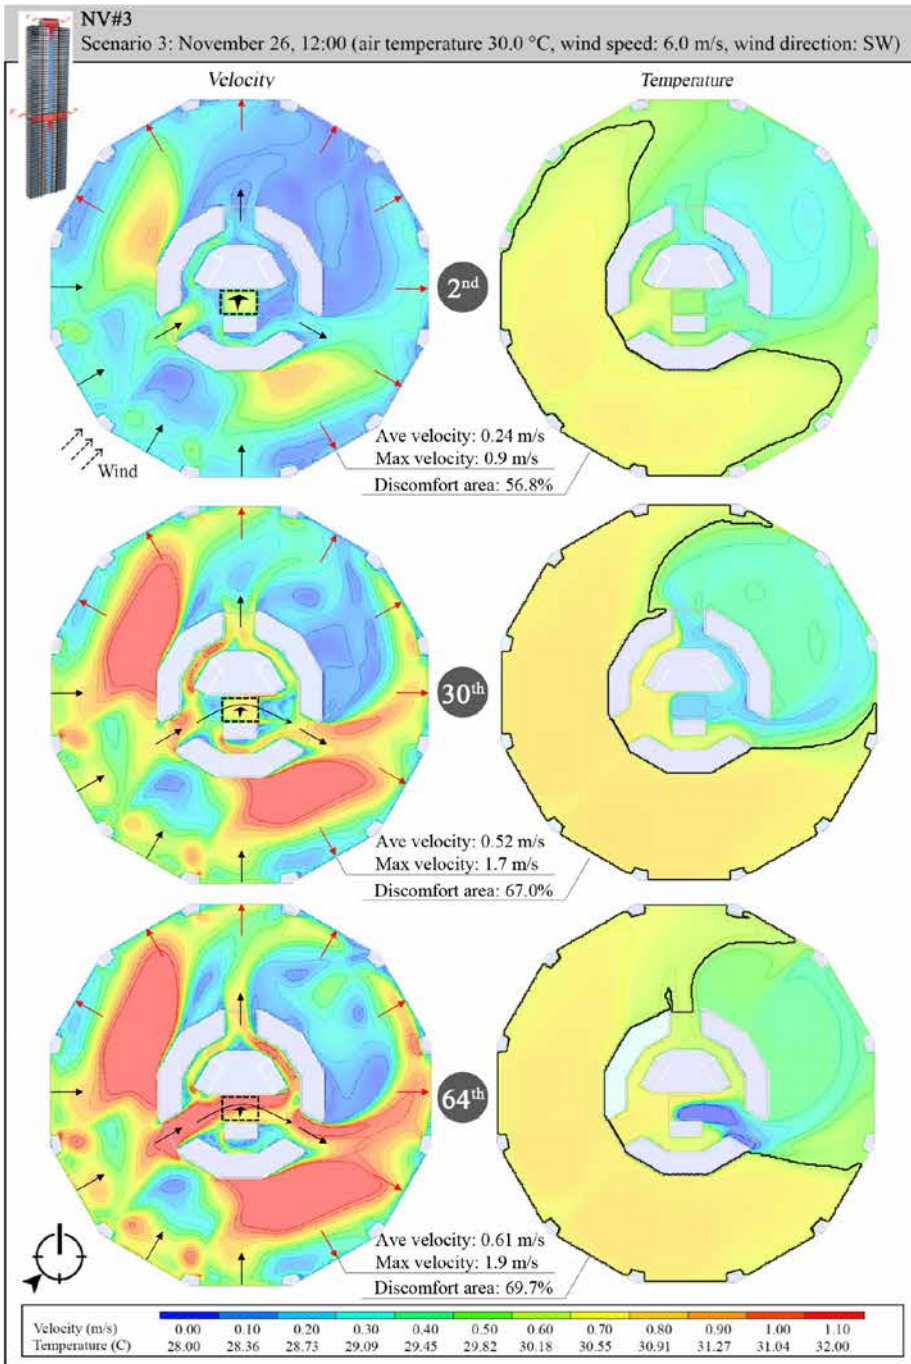 NV#3
Scenario 3: November 26, 12:00 (air temperature 30.0 °C, wind speed: 6.0 m/s, wind direction: SW)
Velocity
Temperature
2nd
Wind
Ave velocity: 0.24 m/s
Max velocity: 0.9 m/s
Discomfort area: 56.8%
30th
Ave velocity: 0.52 m/s
Max velocity: 1.7 m/s
Discomfort area: 67.0%
64th
Ave velocity: 0.61 m/s
Max velocity: 1.9 m/s
Discomfort area: 69.7%
Velocity (m/s) 0.00 0.10 0.20 0.30 0.40 0.50 0.60 0.70 0.80 0.90 1.00 1.10
Temperature (C) 28.00 28.36 28.73 29.09 29.45 29.82 30.18 30.55 30.91 31.27 31.04 32.00